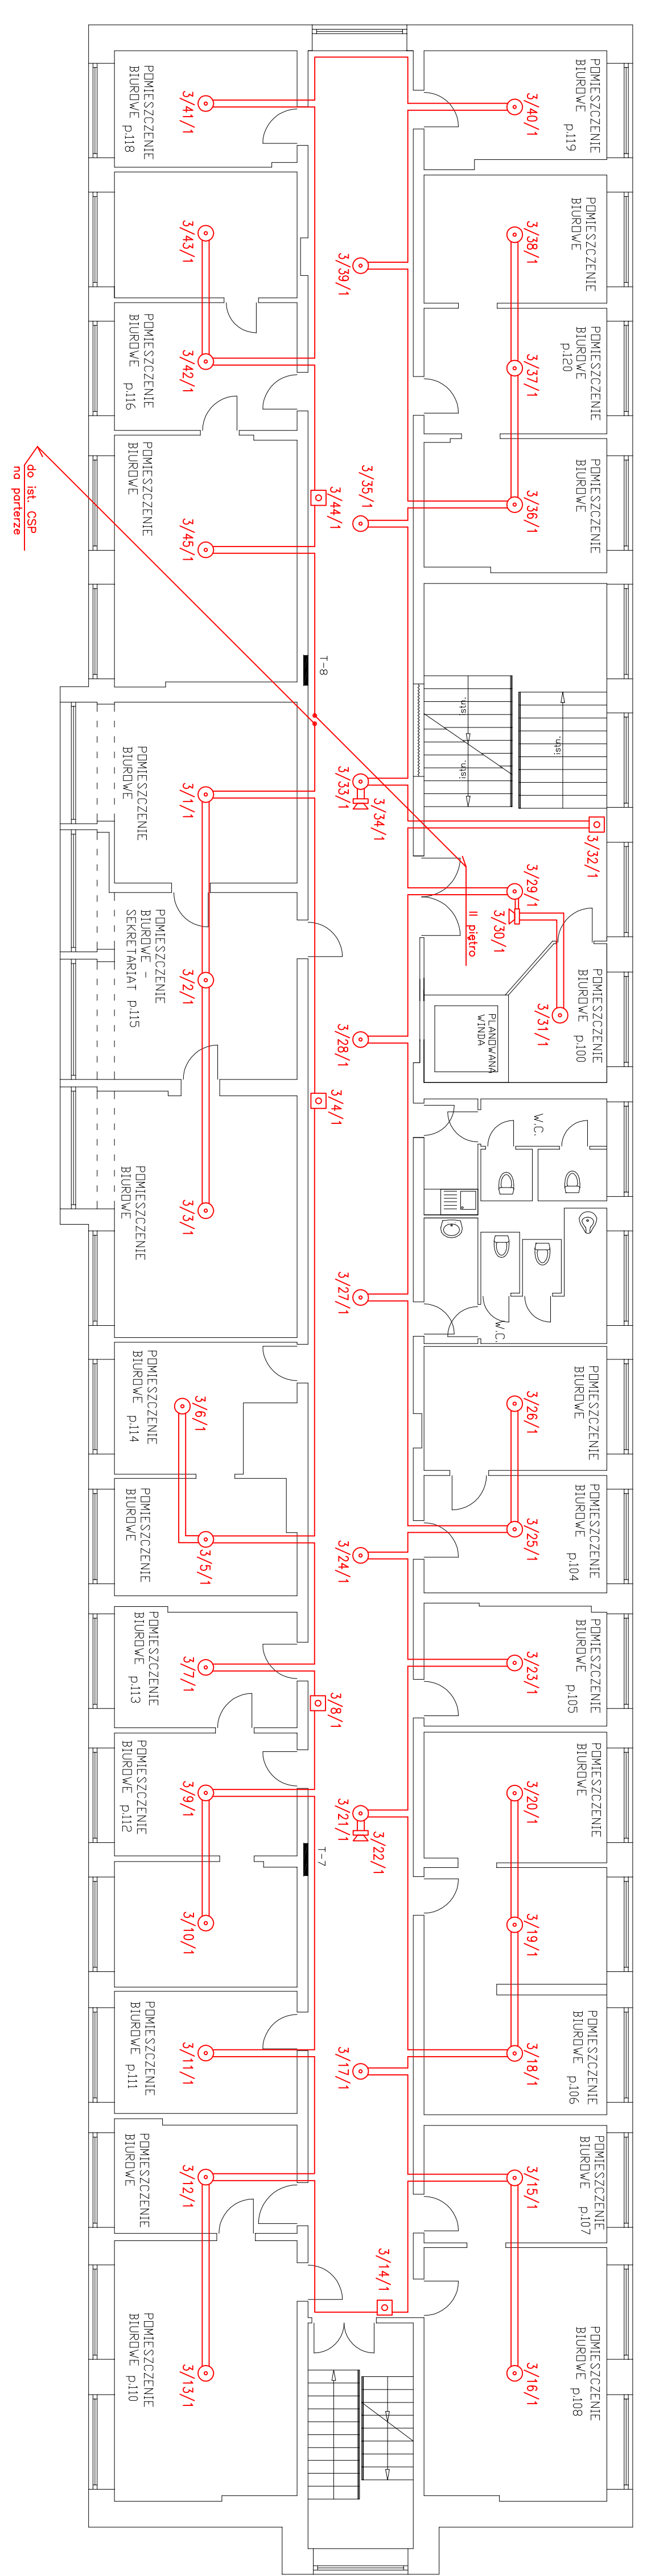 POMIESZCZENIE
BIUROWE p.119
3/40/1
POMIESZCZENIE
BIUROWE
3/38/1
POMIESZCZENIE
BIUROWE
p.120
3/37/1
POMIESZCZENIE
BIUROWE
3/36/1
istn.
istn.
istn.
3/32/1
3/29/1
3/30/1
II piętro
POMIESZCZENIE
BIUROWE p.100
3/31/1
PLANOWANA
WINDA
W.C.
W.C.
POMIESZCZENIE
BIUROWE
3/26/1
POMIESZCZENIE
BIUROWE p.104
3/25/1
POMIESZCZENIE
BIUROWE p.105
3/23/1
POMIESZCZENIE
BIUROWE
3/20/1
3/19/1
POMIESZCZENIE
BIUROWE p.106
3/18/1
POMIESZCZENIE
BIUROWE p.107
3/15/1
POMIESZCZENIE
BIUROWE p.108
3/16/1
3/39/1
3/35/1
3/44/1
T-8
3/33/1
3/34/1
3/28/1
3/4/1
3/27/1
3/24/1
3/8/1
3/21/1
3/22/1
T-7
3/17/1
3/14/1
3/41/1
POMIESZCZENIE
BIUROWE p.118
3/43/1
3/42/1
POMIESZCZENIE
BIUROWE p.116
3/45/1
POMIESZCZENIE
BIUROWE
3/1/1
POMIESZCZENIE
BIUROWE
3/2/1
POMIESZCZENIE
BIUROWE -
SEKRETARIAT p.115
3/3/1
POMIESZCZENIE
BIUROWE
3/6/1
POMIESZCZENIE
BIUROWE p.114
3/5/1
POMIESZCZENIE
BIUROWE
3/7/1
POMIESZCZENIE
BIUROWE p.113
3/9/1
POMIESZCZENIE
BIUROWE p.112
3/10/1
3/11/1
POMIESZCZENIE
BIUROWE p.111
3/12/1
POMIESZCZENIE
BIUROWE
3/13/1
POMIESZCZENIE
BIUROWE p.110
do ist. CSP
na parterze